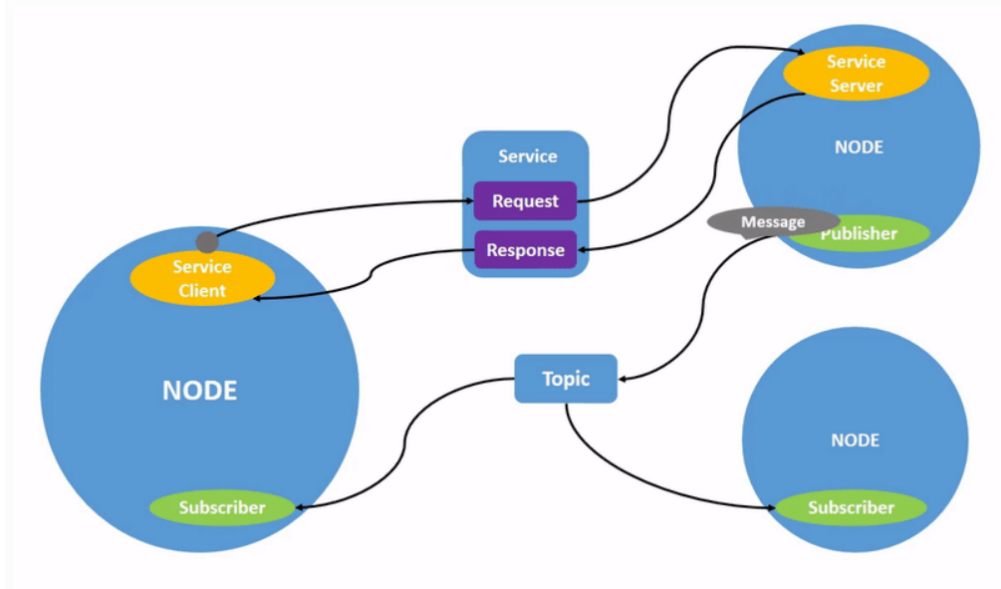 Service
Server
NODE
Message
Publisher
Service
Request
Response
Service
Client
NODE
Subscriber
Topic
NODE
Subscriber